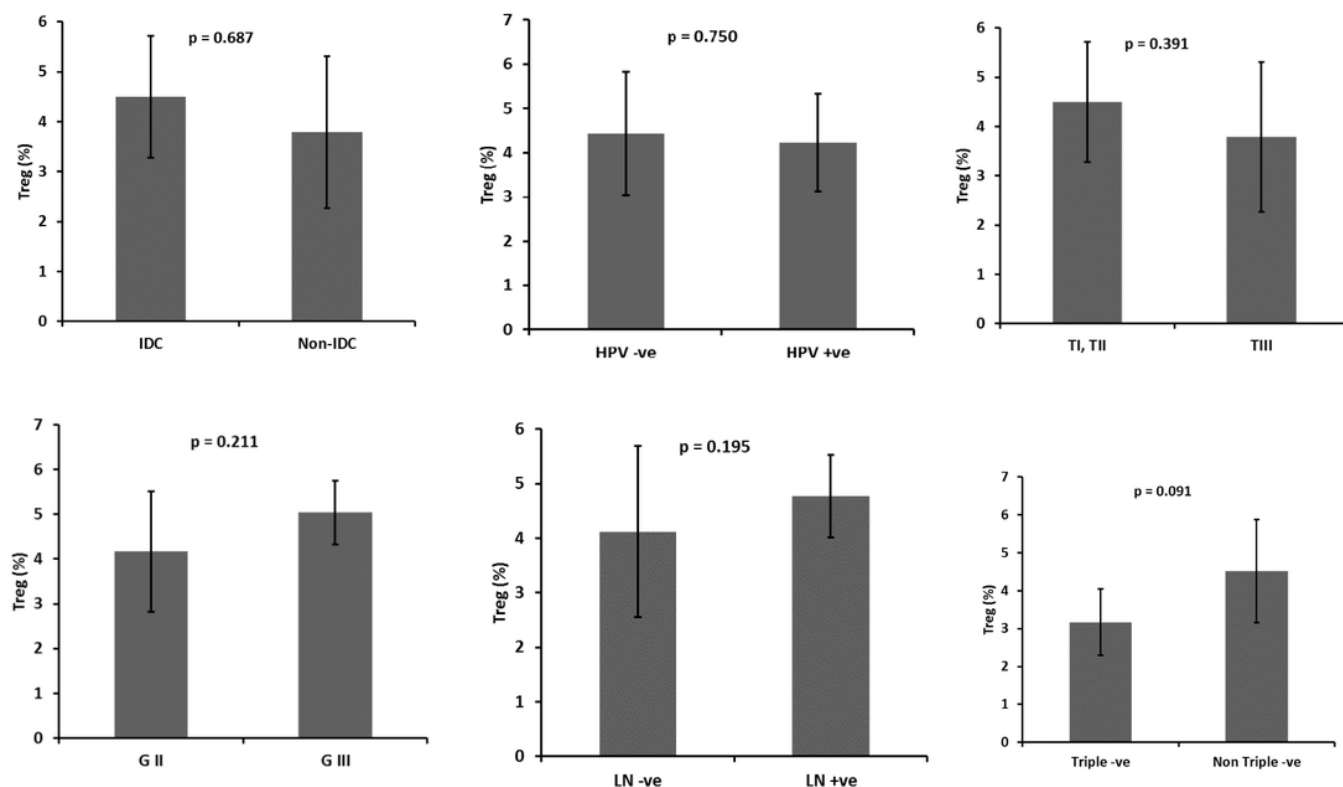 p = 0.687
6
5
4
3
2
1
0
Treg (%)
IDC Non-IDC
p = 0.750
7
6
5
4
3
2
1
0
Treg (%)
HPV -ve HPV +ve
p = 0.391
6
5
4
3
2
1
0
Treg (%)
TI, TII TIII
p = 0.211
7
6
5
4
3
2
1
0
Treg (%)
G II G III
p = 0.195
6
5
4
3
2
1
0
Treg (%)
LN -ve LN +ve
p = 0.091
7
6
5
4
3
2
1
0
Treg (%)
Triple -ve Non Triple -ve